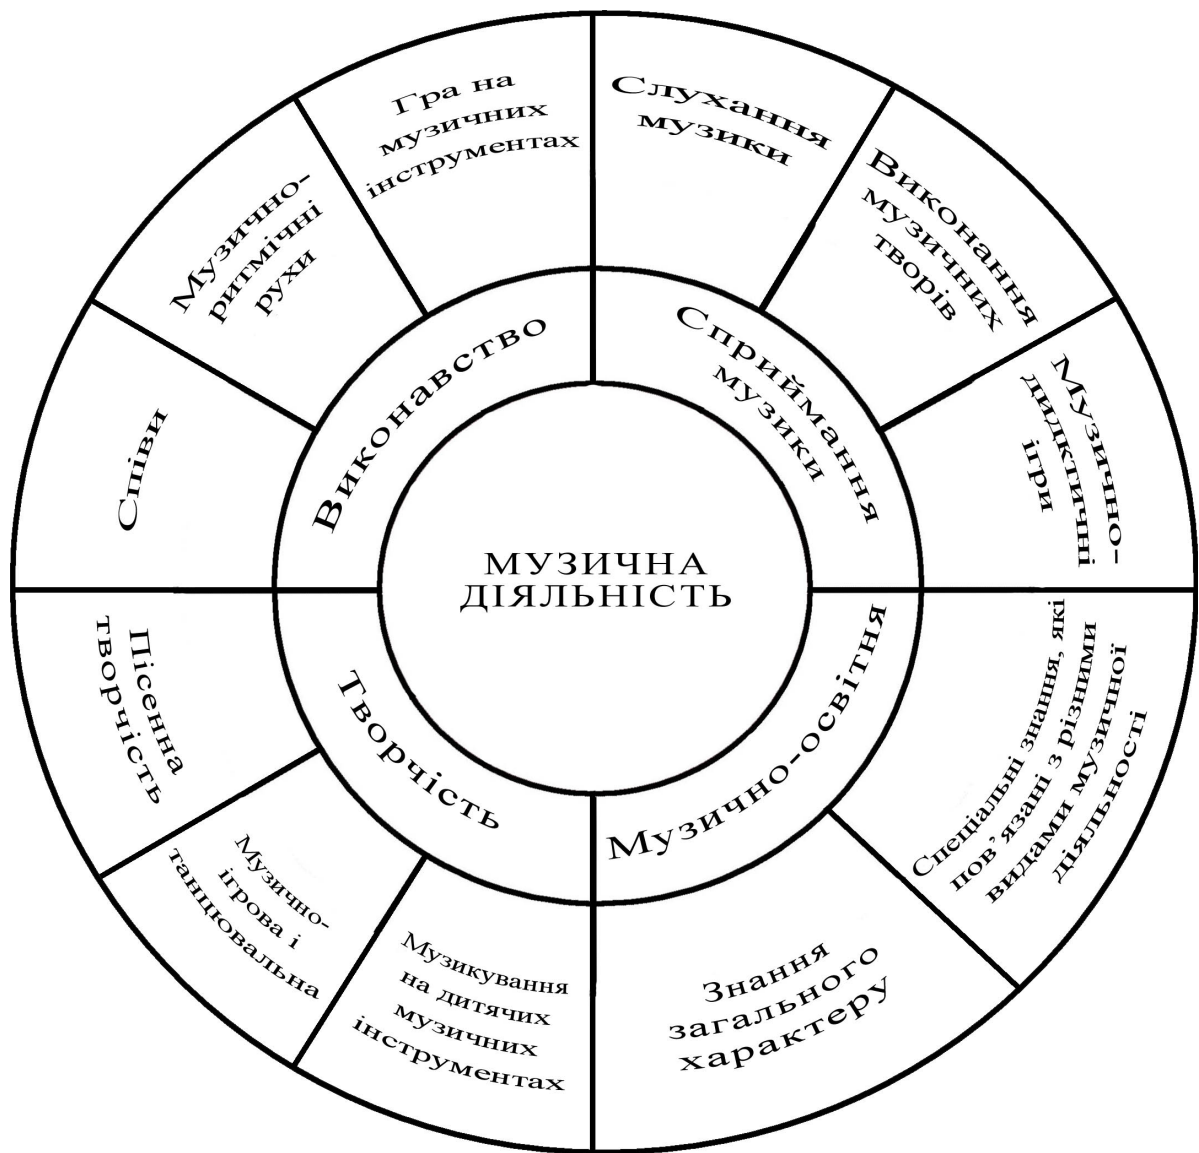 МУЗИЧНА
ДІЯЛЬНІСТЬ
Виконавство
Сприймання
музики
Музично-освітня
Творчість
Гра на
музичних
інструментах
Слухання
музики
Виконання
музичних
творів
Музично-
дидктичні
ігри
Спеціальні знання, які
пов’язані з різними
видами музичної
діяльності
Знання
загального
характеру
Музикування
на дитячих
музичних
інструментах
Музично-
ігрова і
танцювальна
Пісенна
творчість
Співи
Музично-
ритмічні
рухи